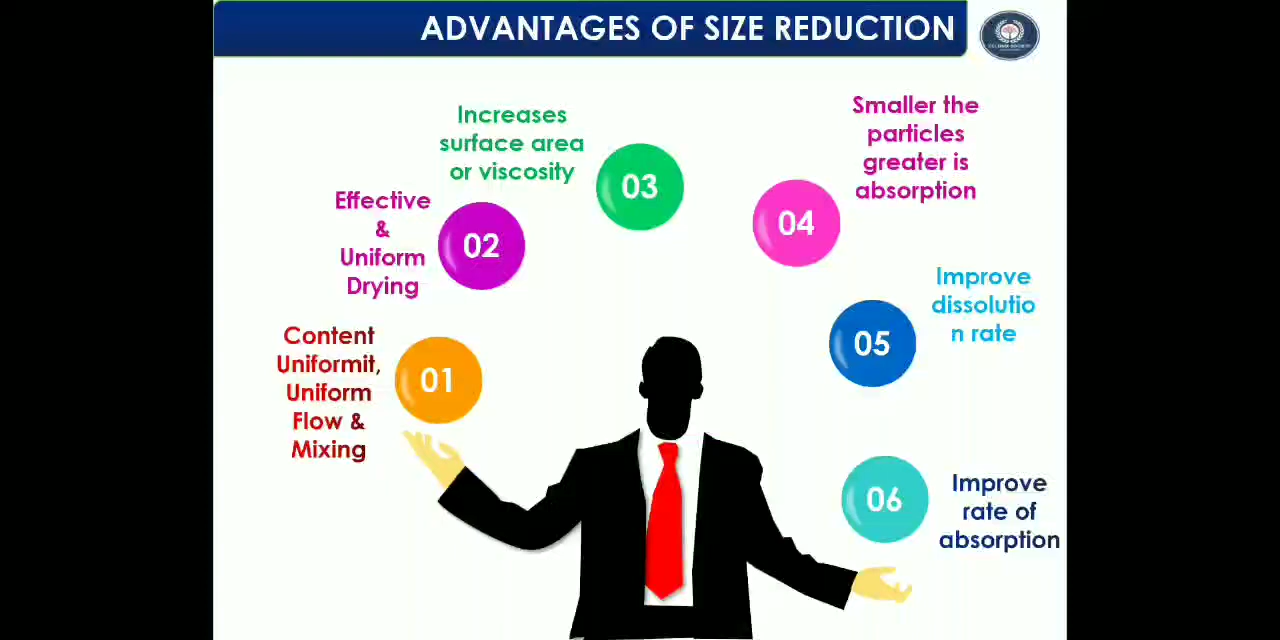 ADVANTAGES OF SIZE REDUCTION
Content
Uniformit,
Uniform
Flow &
Mixing
01
Effective
&
Uniform
Drying
02
Increases
surface area
or viscosity
03
Smaller the
particles
greater is
absorption
04
Improve
dissolutio
n rate
05
Improve
rate of
absorption
06